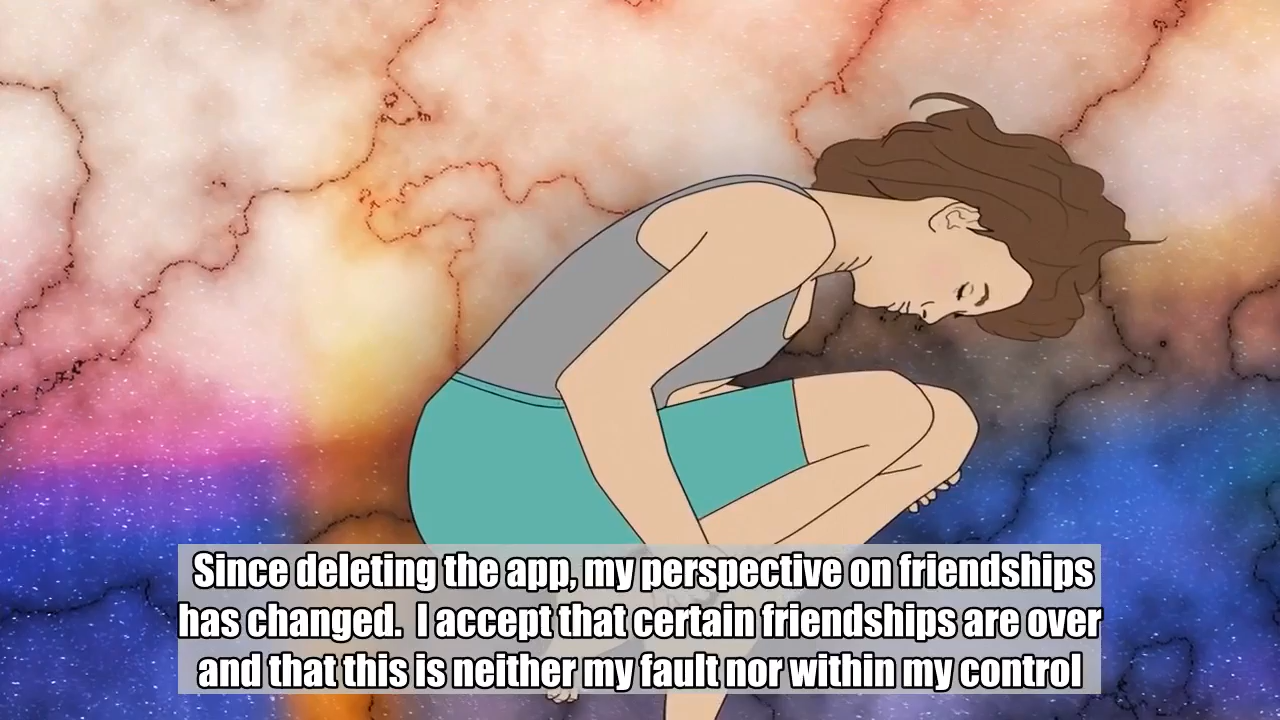 Since deleting the app, my perspective on friendships
has changed.  I accept that certain friendships are over
and that this is neither my fault nor within my control